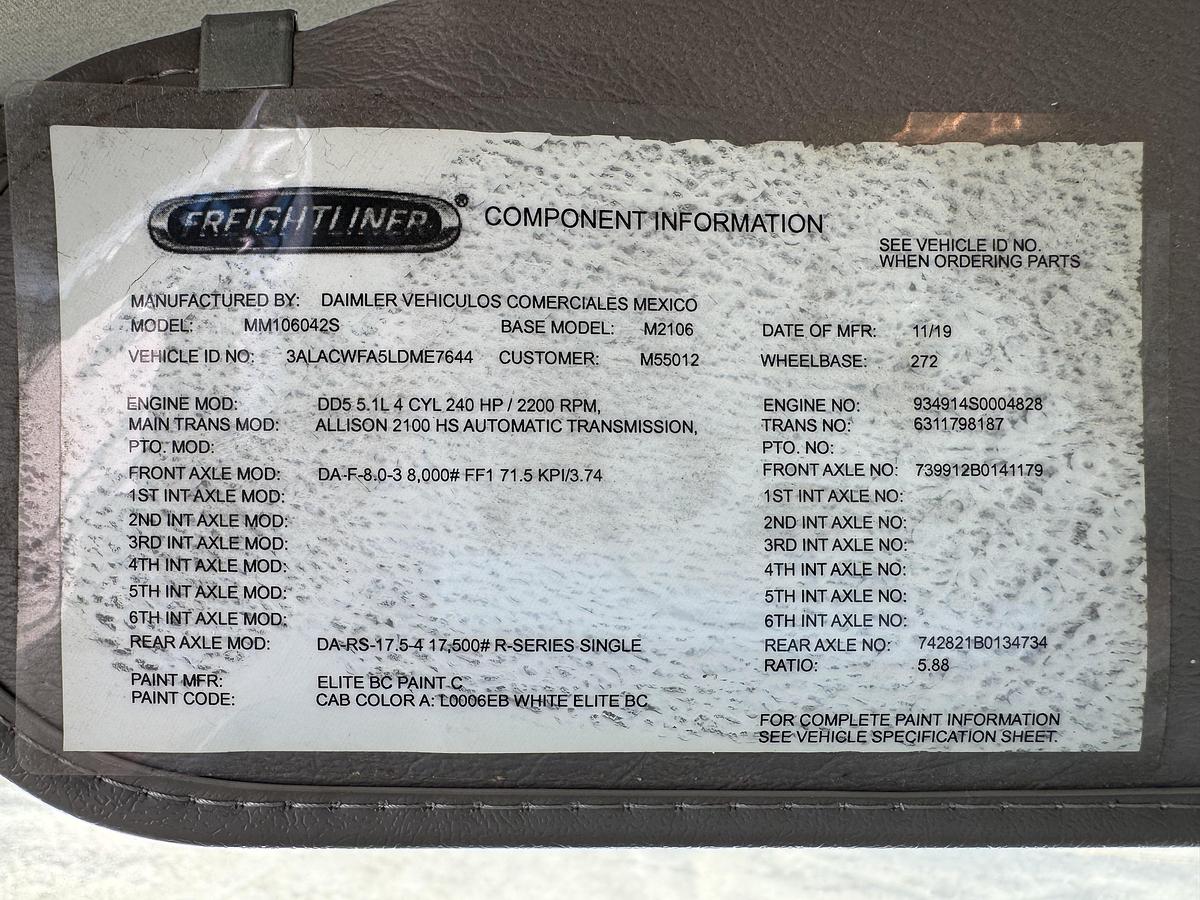 FREIGHTLINER® COMPONENT INFORMATION
SEE VEHICLE ID NO.
WHEN ORDERING PARTS
MANUFACTURED BY: DAIMLER VEHICULOS COMERCIALES MEXICO
MODEL: MM106042S BASE MODEL: M2106 DATE OF MFR: 11/19
VEHICLE ID NO: 3ALACWFA5LDME7644 CUSTOMER: M55012 WHEELBASE: 272
ENGINE MOD: DD5 5.1L 4 CYL 240 HP / 2200 RPM, ENGINE NO: 934914S0004828
MAIN TRANS MOD: ALLISON 2100 HS AUTOMATIC TRANSMISSION, TRANS NO: 6311798187
PTO. MOD: PTO. NO:
FRONT AXLE MOD: DA-F-8.0-3 8,000# FF1 71.5 KPI/3.74 FRONT AXLE NO: 739912B0141179
1ST INT AXLE MOD: 1ST INT AXLE NO:
2ND INT AXLE MOD: 2ND INT AXLE NO:
3RD INT AXLE MOD: 3RD INT AXLE NO:
4TH INT AXLE MOD: 4TH INT AXLE NO:
5TH INT AXLE MOD: 5TH INT AXLE NO:
6TH INT AXLE MOD: 6TH INT AXLE NO:
REAR AXLE MOD: DA-RS-17.5-4 17,500# R-SERIES SINGLE REAR AXLE NO: 742821B0134734
RATIO: 5.88
PAINT MFR: ELITE BC PAINT C
PAINT CODE: CAB COLOR A: L0006EB WHITE ELITE BC
FOR COMPLETE PAINT INFORMATION
SEE VEHICLE SPECIFICATION SHEET.